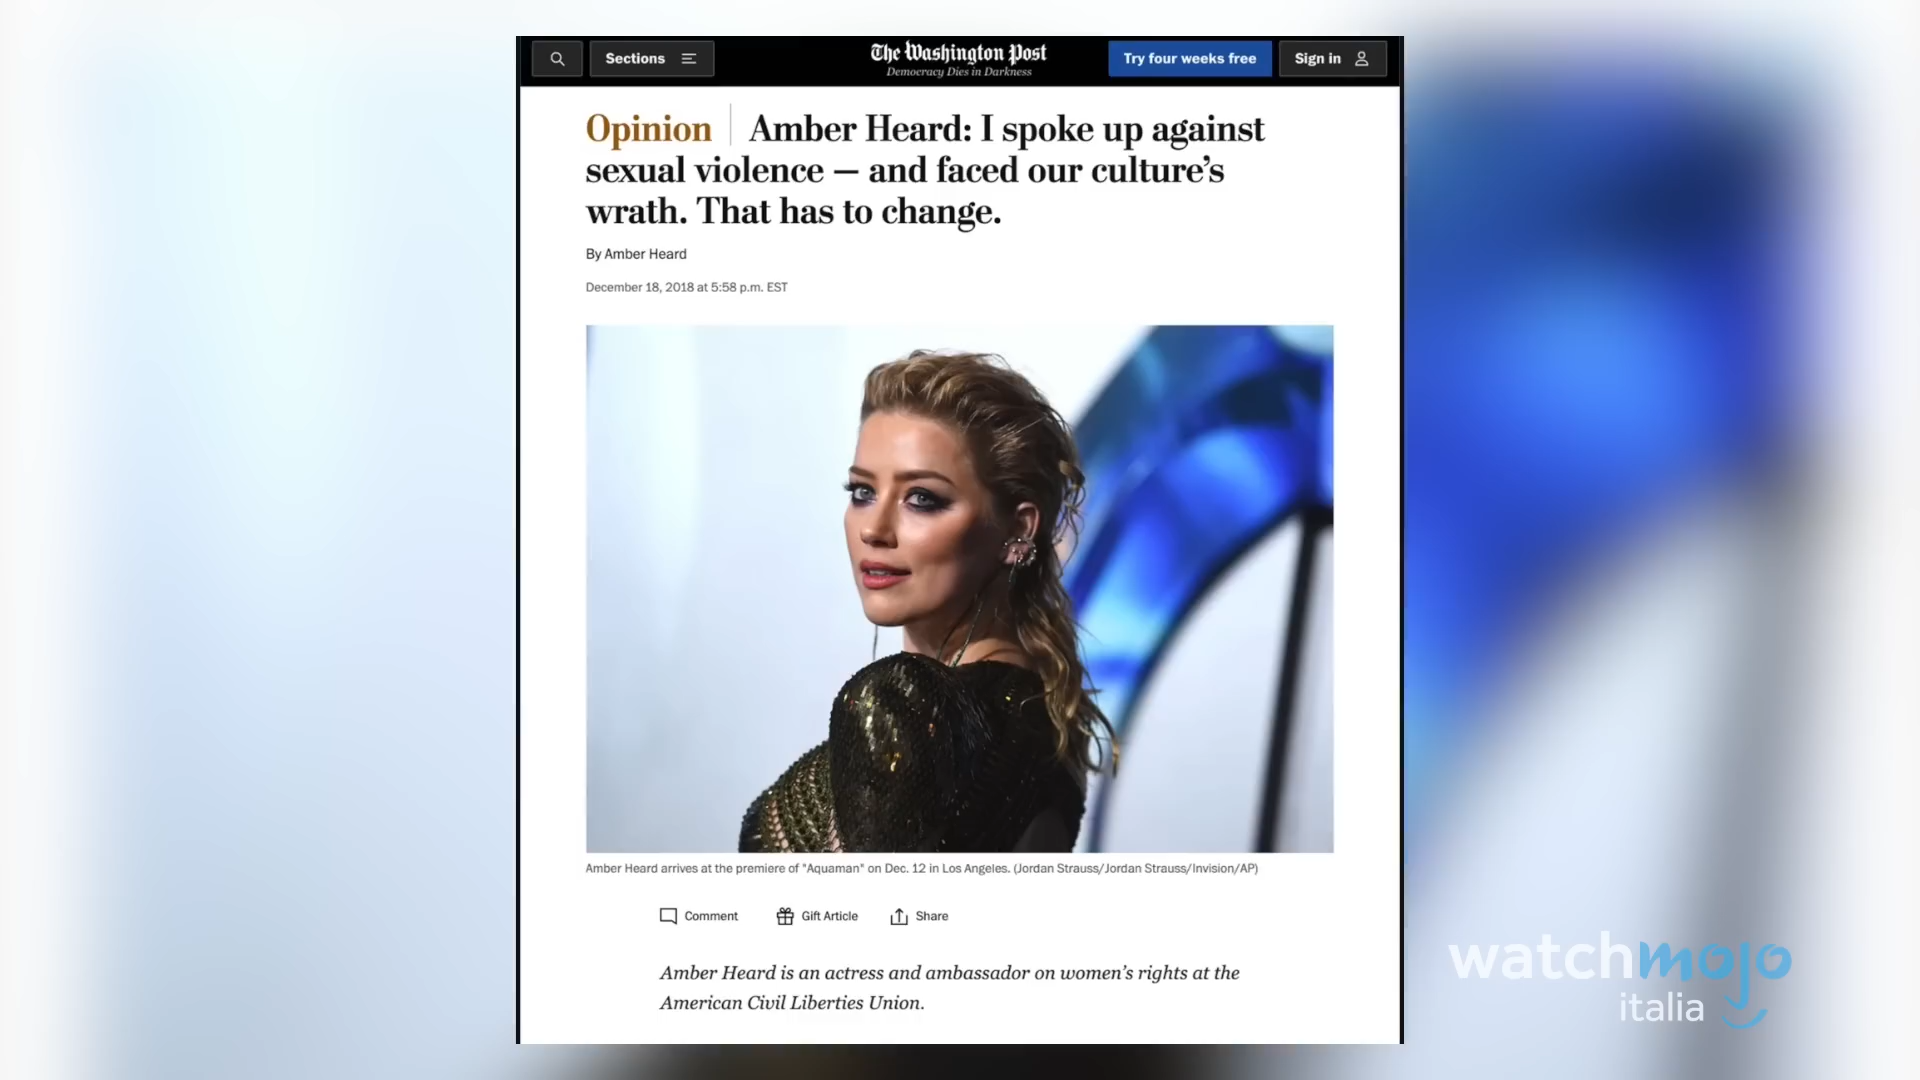 Sections
The Washington Post
Democracy Dies in Darkness
Try four weeks free
Sign in
Opinion Amber Heard: I spoke up against
sexual violence — and faced our culture’s
wrath. That has to change.
By Amber Heard
December 18, 2018 at 5:58 p.m. EST
Amber Heard arrives at the premiere of "Aquaman" on Dec. 12 in Los Angeles. (Jordan Strauss/Jordan Strauss/Invision/AP)
Comment
Gift Article
Share
Amber Heard is an actress and ambassador on women’s rights at the
American Civil Liberties Union.
watchmojo
italia